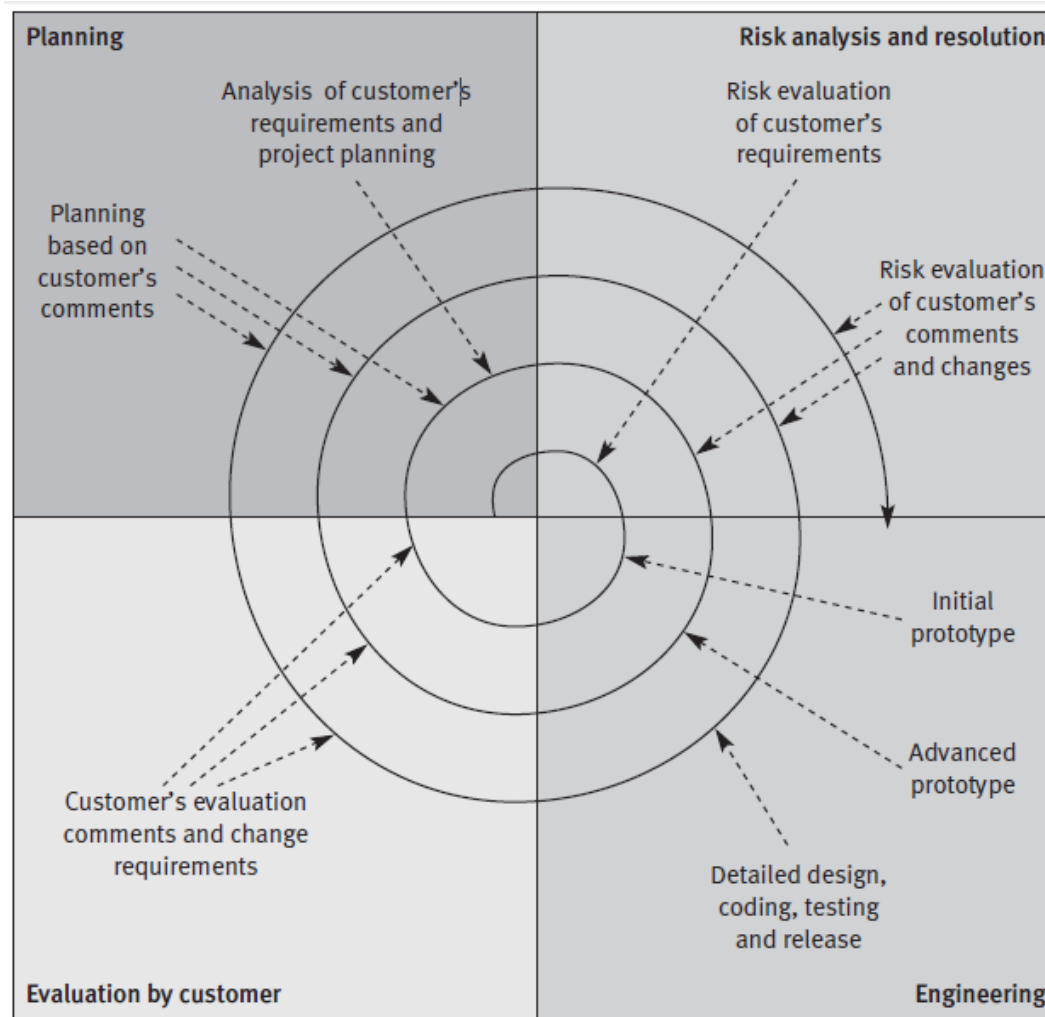 Planning
Risk analysis and resolution
Analysis of customer's
requirements and
project planning
Risk evaluation
of customer's
requirements
Planning
based on
customer's
comments
Risk evaluation
of customer's
comments
and changes
Initial
prototype
Advanced
prototype
Customer's evaluation
comments and change
requirements
Detailed design,
coding, testing
and release
Evaluation by customer
Engineering